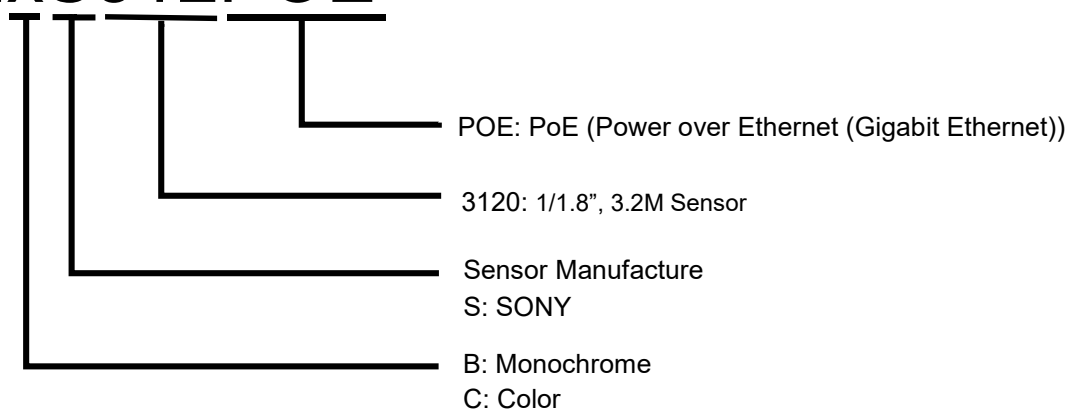 POE: PoE (Power over Ethernet (Gigabit Ethernet))
3120: 1/1.8”, 3.2M Sensor
Sensor Manufacture
S: SONY
B: Monochrome
C: Color